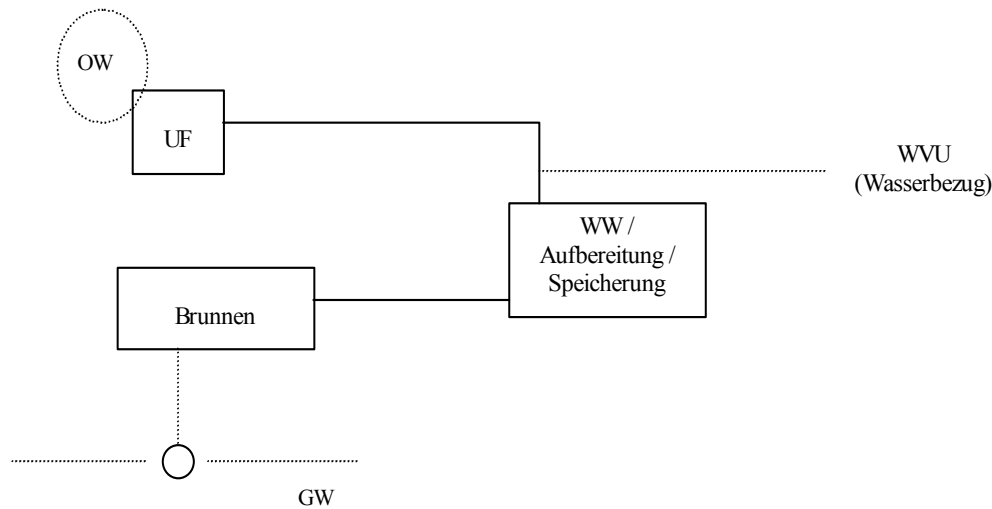 OW
UF
WVU
(Wasserbezug)
WW /
Aufbereitung /
Speicherung
Brunnen
GW